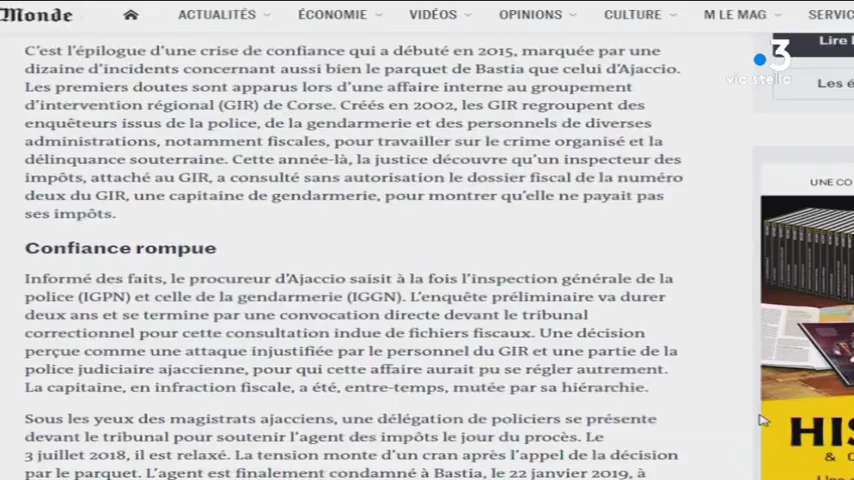 Monde
ACTUALITÉS
ÉCONOMIE
VIDÉOS
OPINIONS
CULTURE
M LE MAG
SERVIC
C'est l'épilogue d'une crise de confiance qui a débuté en 2015, marquée par une
dizaine d'incidents concernant aussi bien le parquet de Bastia que celui d'Ajaccio.
Les premiers doutes sont apparus lors d'une affaire interne au groupement
d'intervention régional (GIR) de Corse. Créés en 2002, les GIR regroupent des
enquêteurs issus de la police, de la gendarmerie et des personnels de diverses
administrations, notamment fiscales, pour travailler sur le crime organisé et la
délinquance souterraine. Cette année-là, la justice découvre qu'un inspecteur des
impôts, attaché au GIR, a consulté sans autorisation le dossier fiscal de la numéro
deux du GIR, une capitaine de gendarmerie, pour montrer qu'elle ne payait pas
ses impôts.
Confiance rompue
Informé des faits, le procureur d'Ajaccio saisit à la fois l'inspection générale de la
police (IGPN) et celle de la gendarmerie (IGGN). L'enquête préliminaire va durer
deux ans et se termine par une convocation directe devant le tribunal
correctionnel pour cette consultation indue de fichiers fiscaux. Une décision
perçue comme une attaque injustifiée par le personnel du GIR et une partie de la
police judiciaire ajaccienne, pour qui cette affaire aurait pu se régler autrement.
La capitaine, en infraction fiscale, a été, entre-temps, mutée par sa hiérarchie.
Sous les yeux des magistrats ajacciens, une délégation de policiers se présente
devant le tribunal pour soutenir l'agent des impôts le jour du procès. Le
3 juillet 2018, il est relaxé. La tension monte d'un cran après l'appel de la décision
par le parquet. L'agent est finalement condamné à Bastia, le 22 janvier 2019, à
Lire
3
via stella
Les é
UNE CO
HIS
& C
Une